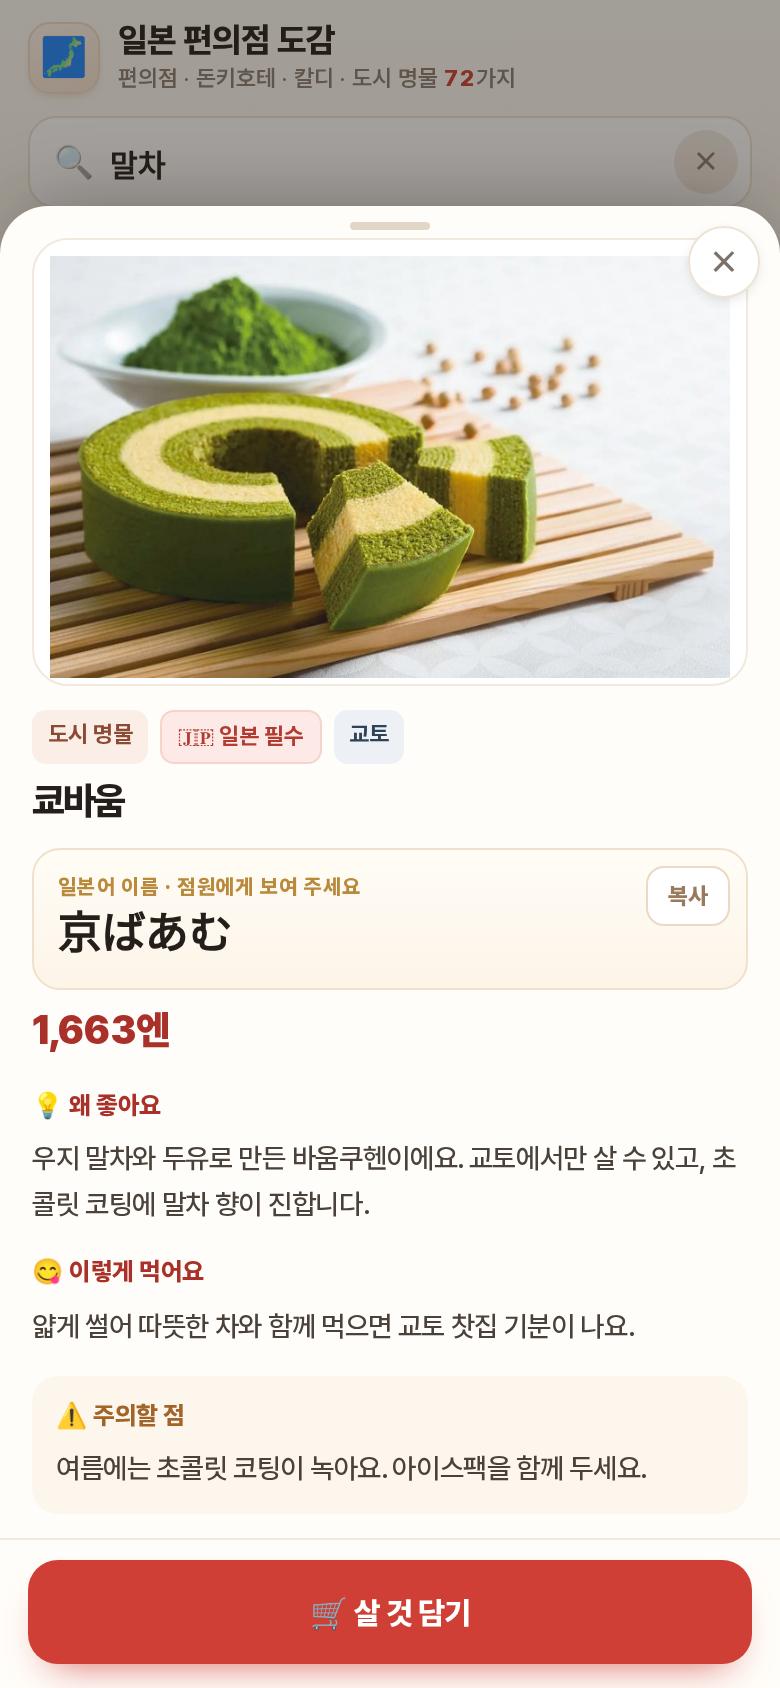 일본 편의점 도감
편의점 · 돈키호테 · 칼디 · 도시 명물 72가지
말차
도시 명물
JP 일본 필수
교토
쿄바움
일본어 이름 · 점원에게 보여 주세요
복사
京ばあむ
1,663엔
왜 좋아요
우지 말차와 두유로 만든 바움쿠헨이에요. 교토에서만 살 수 있고, 초
콜릿 코팅에 말차 향이 진합니다.
이렇게 먹어요
얇게 썰어 따뜻한 차와 함께 먹으면 교토 찻집 기분이 나요.
주의할 점
여름에는 초콜릿 코팅이 녹아요. 아이스팩을 함께 두세요.
살 것 담기